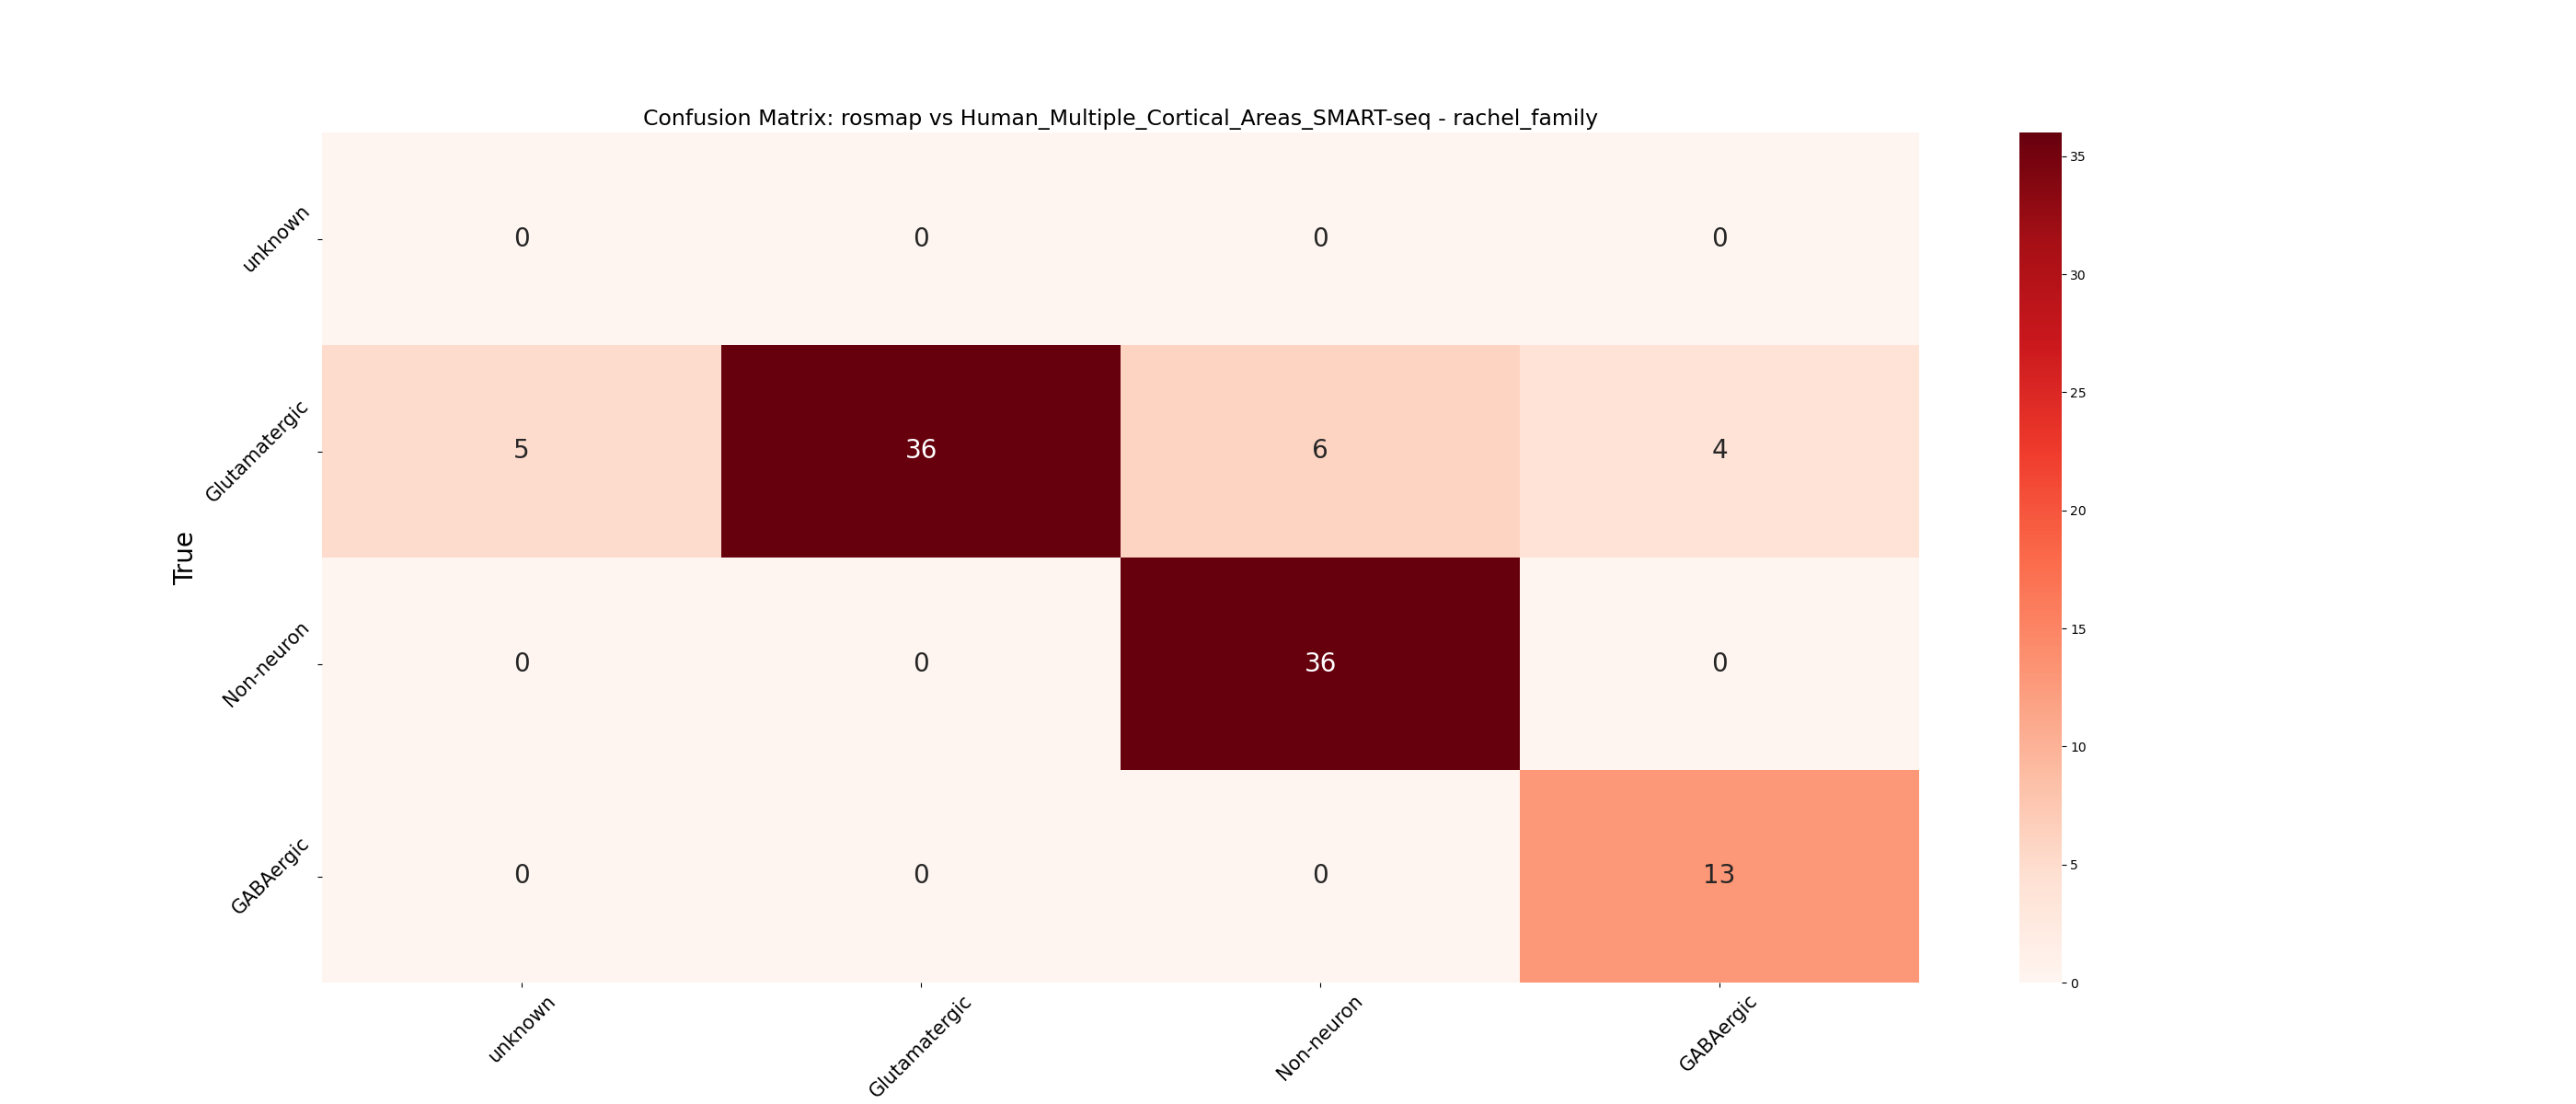 Confusion Matrix: rosmap vs Human_Multiple_Cortical_Areas_SMART-seq - rachel_family
True
unknown
0 0 0 0
Glutamatergic
5 36 6 4
Non-neuron
0 0 36 0
GABAergic
0 0 0 13
unknown Glutamatergic Non-neuron GABAergic
35
30
25
20
15
10
5
0